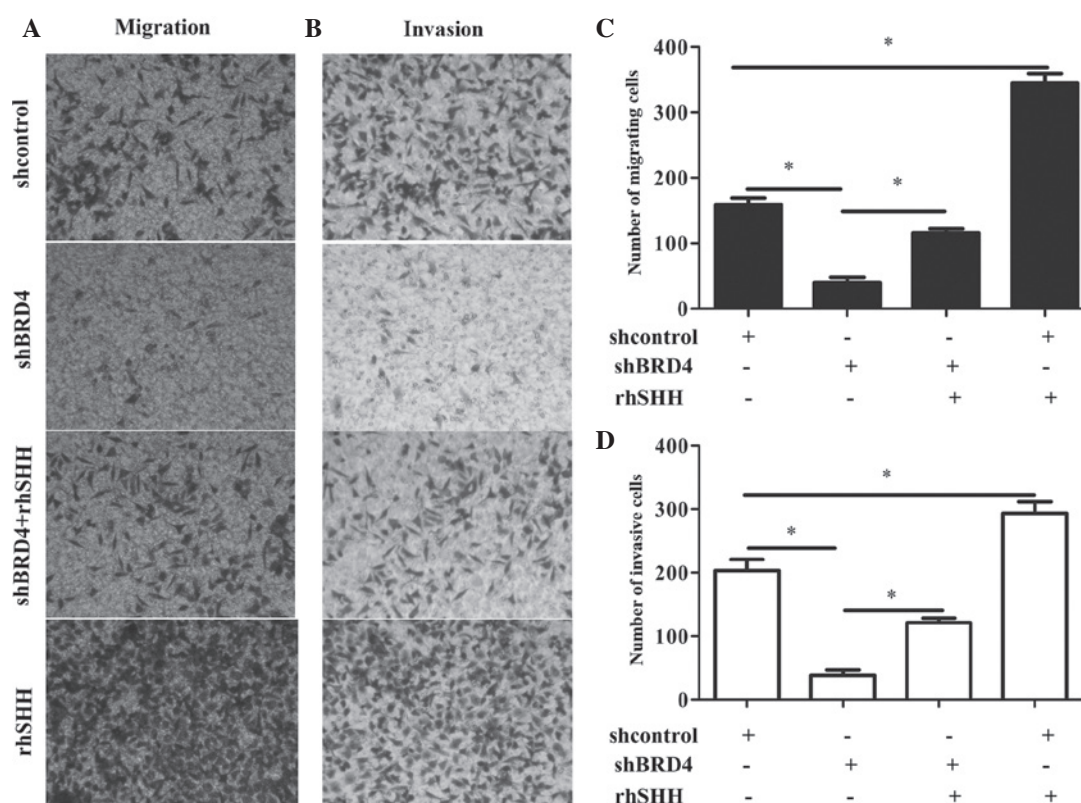 A
Migration
B
Invasion
shcontrol
shBRD4
shBRD4+rhSHH
rhSHH
C
Number of migrating cells
400
300
200
100
0
*
*
*
shcontrol + - - +
shBRD4 - + + -
rhSHH - - + +
D
Number of invasive cells
400
300
200
100
0
*
*
*
shcontrol + - - +
shBRD4 - + + -
rhSHH - - + +